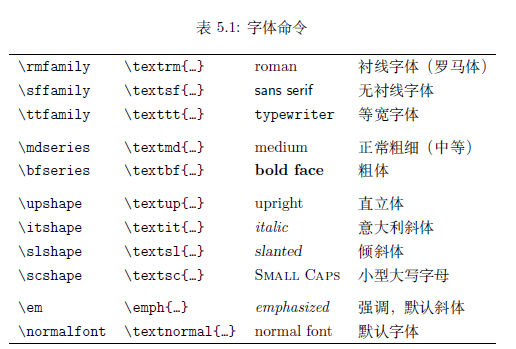 表 5.1: 字体命令
\rmfamily \textrm{…} roman 衬线字体（罗马体）
\sffamily \textsf{…} sans serif 无衬线字体
\ttfamily \texttt{…} typewriter 等宽字体
\mdseries \textmd{…} medium 正常粗细（中等）
\bfseries \textbf{…} bold face 粗体
\upshape \textup{…} upright 直立体
\itshape \textit{…} italic 意大利斜体
\slshape \textsl{…} slanted 倾斜体
\scshape \textsc{…} Small Caps 小型大写字母
\em \emph{…} emphasized 强调，默认斜体
\normalfont \textnormal{…} normal font 默认字体